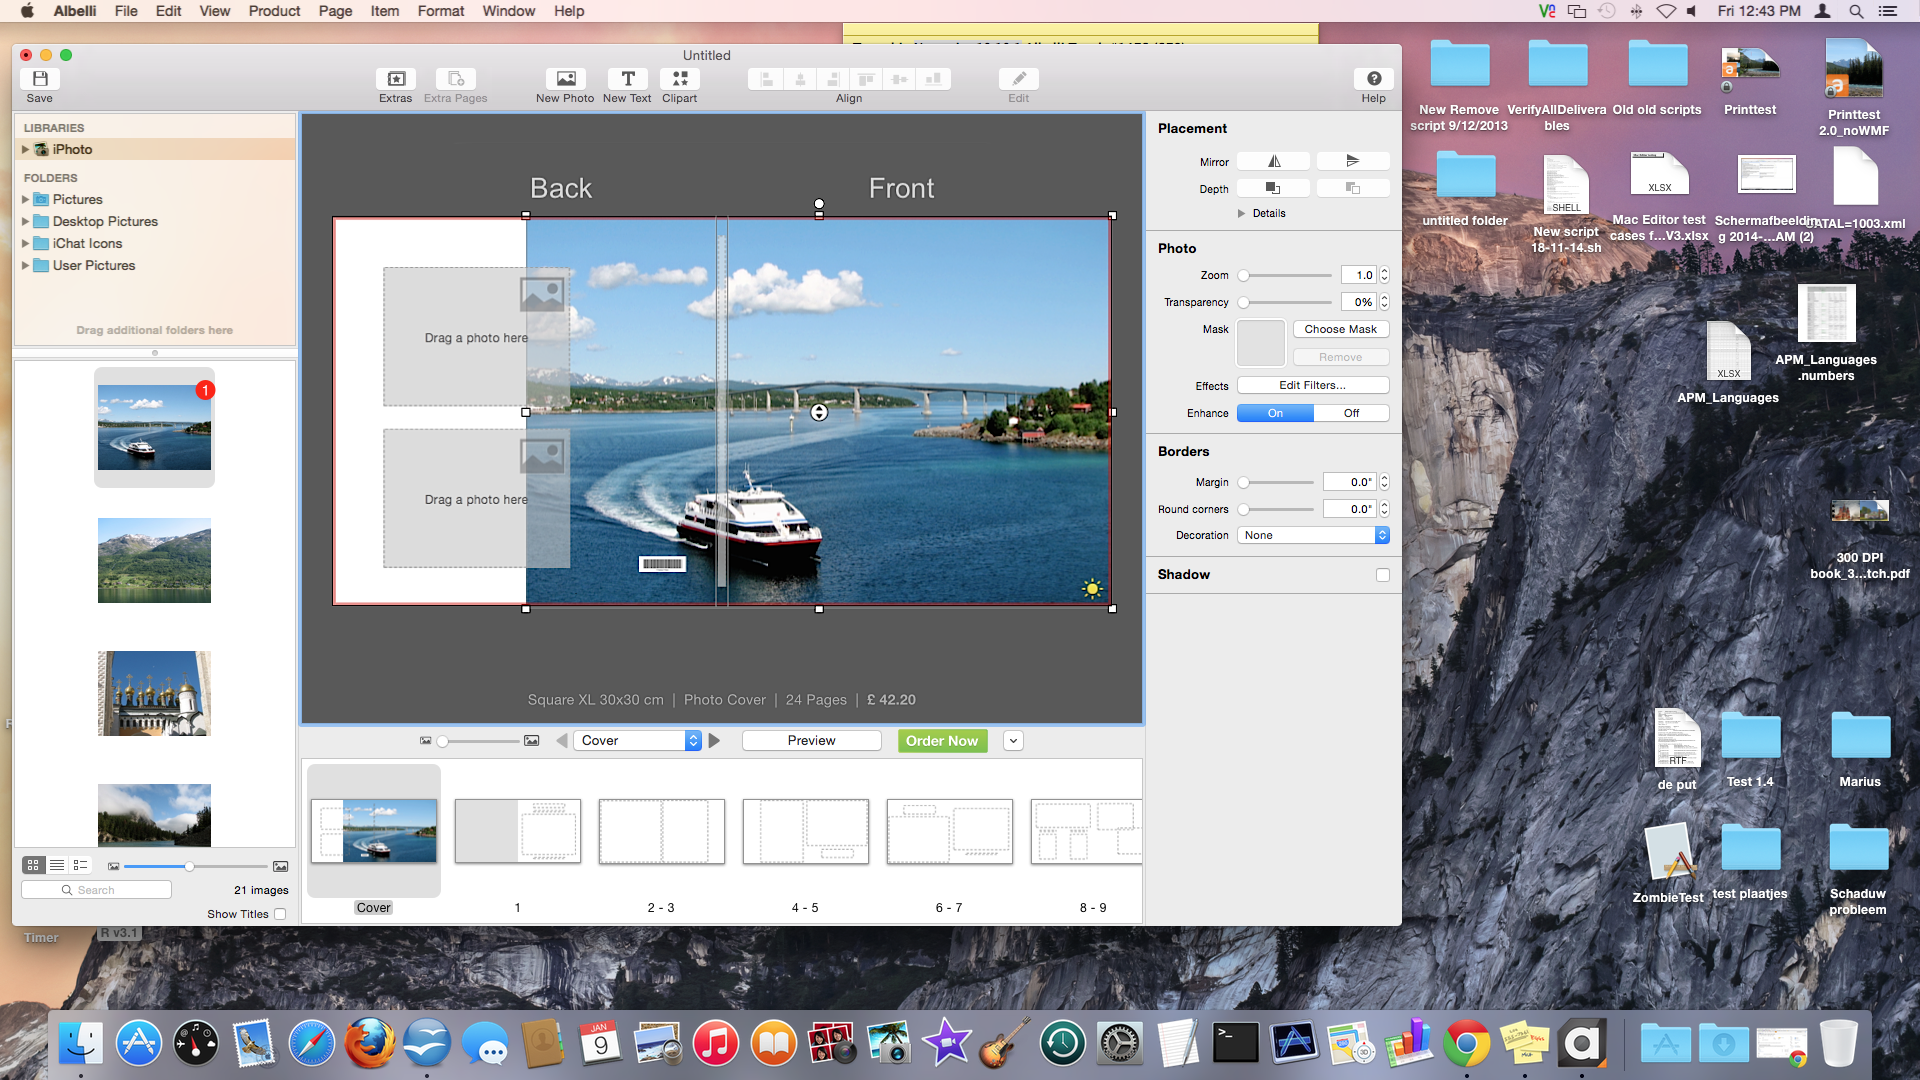 Albelli File Edit View Product Page Item Format Window Help
Fri 12:43 PM
Untitled
Save
Extras
Extra Pages
New Photo
New Text
Clipart
Align
Edit
Help
LIBRARIES
iPhoto
FOLDERS
Pictures
Desktop Pictures
iChat Icons
User Pictures
Drag additional folders here
1
21 images
Search
Show Titles
Back
Front
Drag a photo here
Drag a photo here
Square XL 30x30 cm | Photo Cover | 24 Pages | £ 42.20
Cover
Preview
Order Now
Cover
1
2 - 3
4 - 5
6 - 7
8 - 9
Placement
Mirror
Depth
Details
Photo
Zoom 1.0
Transparency 0%
Mask Choose Mask
Remove
Effects Edit Filters...
Enhance On Off
Borders
Margin 0.0"
Round corners 0.0"
Decoration None
Shadow
New Remove
script 9/12/2013
VerifyAllDelivera
bles
Old old scripts
Printtest
Printtest
2.0_noWMF
untitled folder
SHELL
New script
18-11-14.sh
XLSX
Mac Editor test
cases f...V3.xlsx
Schermafbeeldin
g 2014-...AM (2)
CATAL=1003.xml
XLSX
APM_Languages
APM_Languages
.numbers
300 DPI
book_3...tch.pdf
RTF
de put
Test 1.4
Marius
ZombieTest
test plaatjes
Schaduw
probleem
Timer
R v3.1
JAN
9